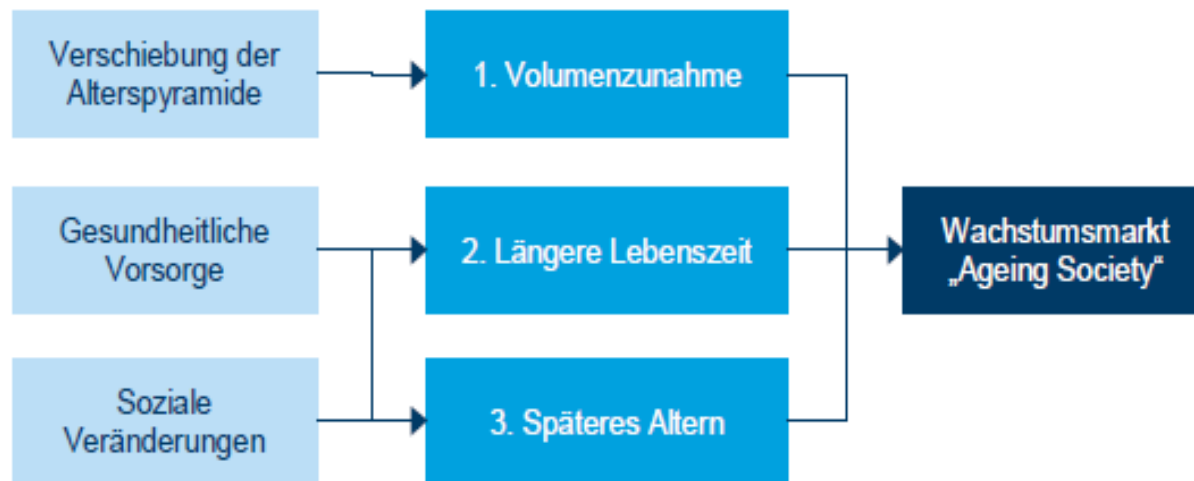 Verschiebung der
Alterspyramide
1. Volumenzunahme
Gesundheitliche
Vorsorge
2. Längere Lebenszeit
Wachstumsmarkt
„Ageing Society“
Soziale
Veränderungen
3. Späteres Altern